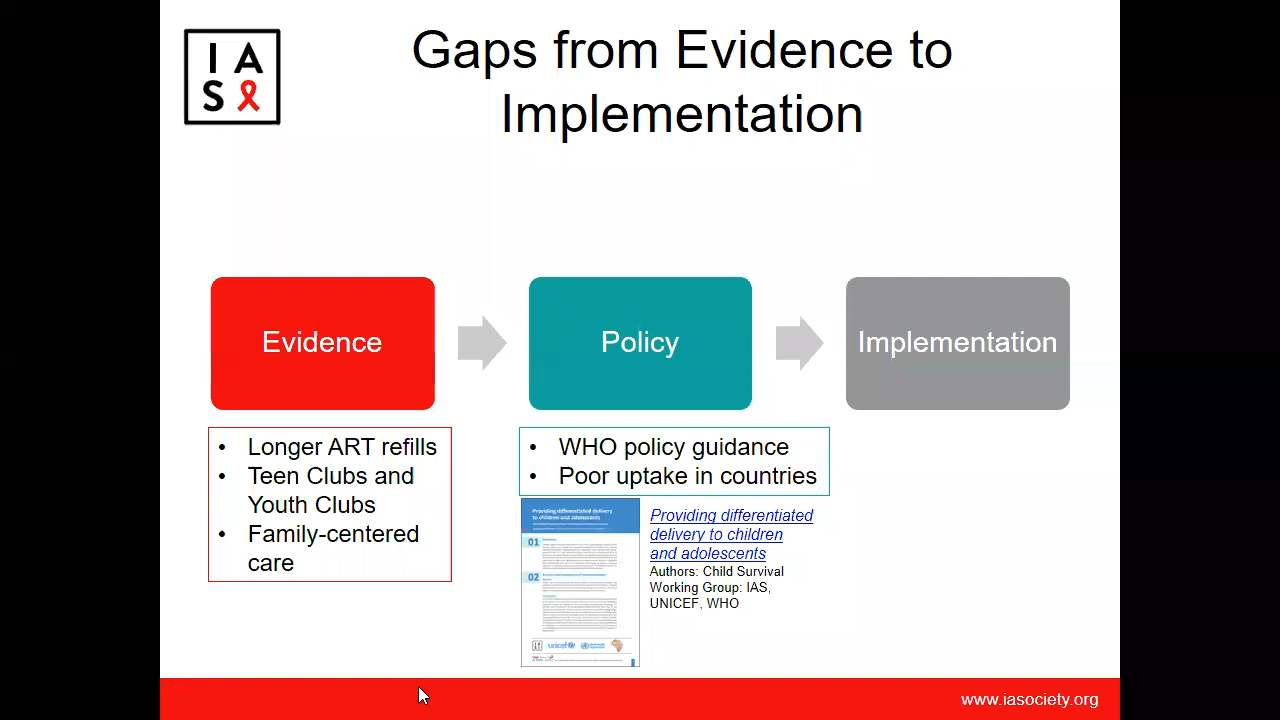 I A
S
Gaps from Evidence to
Implementation
Evidence
Policy
Implementation
• Longer ART refills
• Teen Clubs and
Youth Clubs
• Family-centered
care
• WHO policy guidance
• Poor uptake in countries
Providing differentiated delivery
to children and adolescents
01
02
unicef
Providing differentiated
delivery to children
and adolescents
Authors: Child Survival
Working Group: IAS,
UNICEF, WHO
www.iasociety.org